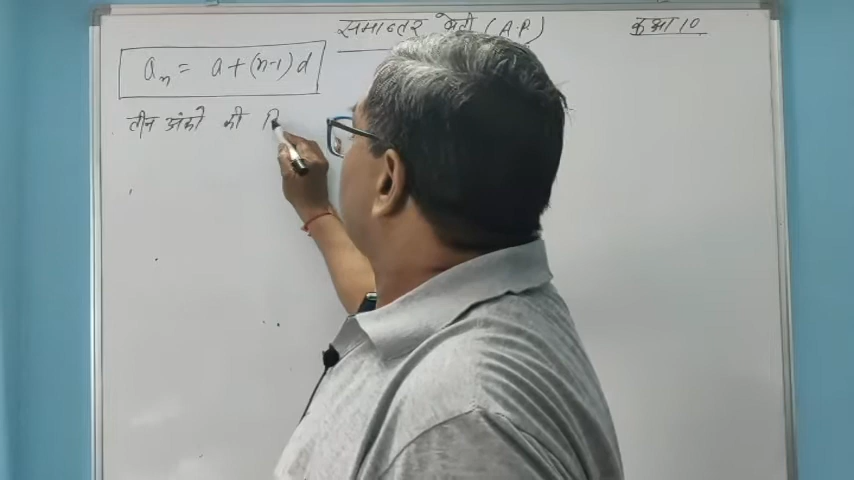 समान्तर श्रेढी (A.P.)
कक्षा 10
aₙ = a + (n-1) d
तीन अंको की